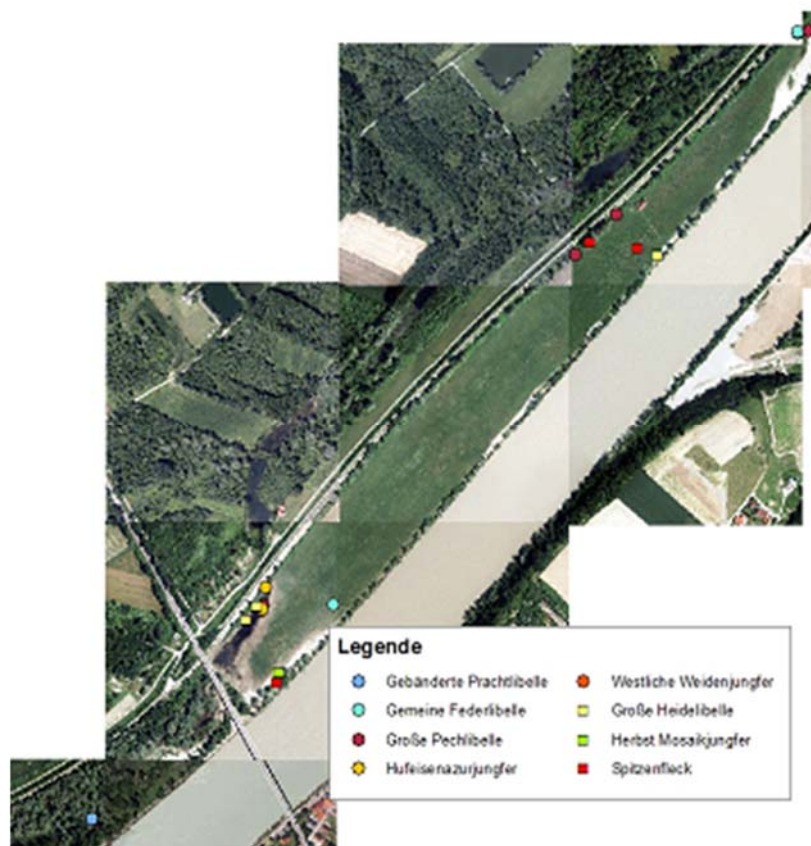 Legende
Gebänderte Prachtlibelle
Gemeine Federlibelle
Große Pechlibelle
Hufeisenazurjungfer
Westliche Weidenjungfer
Große Heidelibelle
Herbst Mosaikjungfer
Spitzenfleck